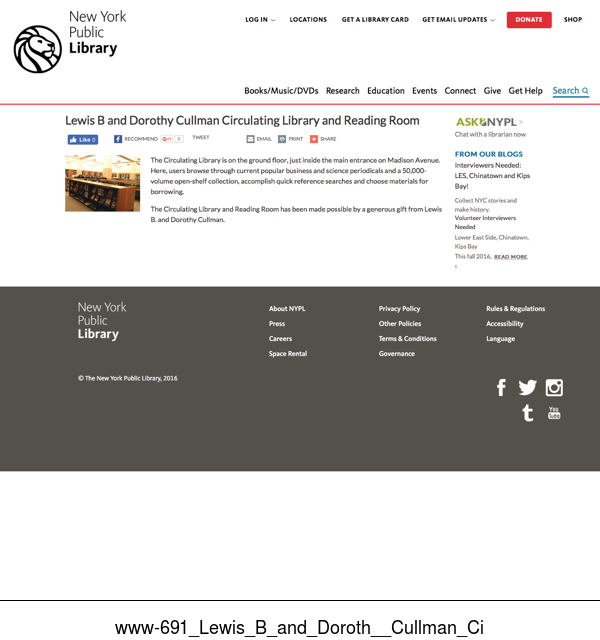 New York
Public
Library
LOG IN
LOCATIONS
GET A LIBRARY CARD
GET EMAIL UPDATES
DONATE
SHOP
Books/Music/DVDs
Research
Education
Events
Connect
Give
Get Help
Search
Lewis B and Dorothy Cullman Circulating Library and Reading Room
Like 0
RECOMMEND
G+1 0
TWEET
EMAIL
PRINT
SHARE
The Circulating Library is on the ground floor, just inside the main entrance on Madison Avenue.
Here, users browse through current popular business and science periodicals and a 50,000-
volume open-shelf collection, accomplish quick reference searches and choose materials for
borrowing.
The Circulating Library and Reading Room has been made possible by a generous gift from Lewis
B. and Dorothy Cullman.
ASK NYPL >
Chat with a librarian now
FROM OUR BLOGS
Interviewers Needed:
LES, Chinatown and Kips
Bay!
Collect NYC stories and
make history.
Volunteer Interviewers
Needed
Lower East Side, Chinatown,
Kips Bay
This fall 2016, READ MORE
›
New York
Public
Library
About NYPL
Press
Careers
Space Rental
Privacy Policy
Other Policies
Terms & Conditions
Governance
Rules & Regulations
Accessibility
Language
© The New York Public Library, 2016
You
Tube
www-691_Lewis_B_and_Doroth__Cullman_Ci